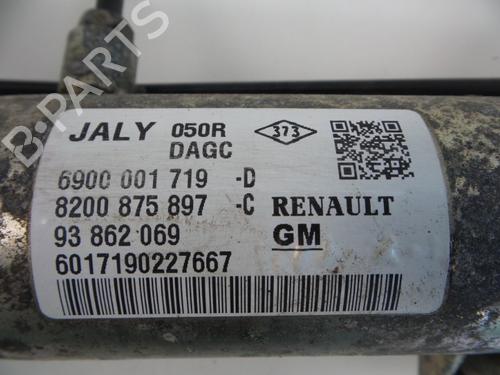 JALY 050R 373
DAGC
6900 001 719 -D
8200 875 897 -C RENAULT
93 862 069 GM
6017190227667
B-PARTS